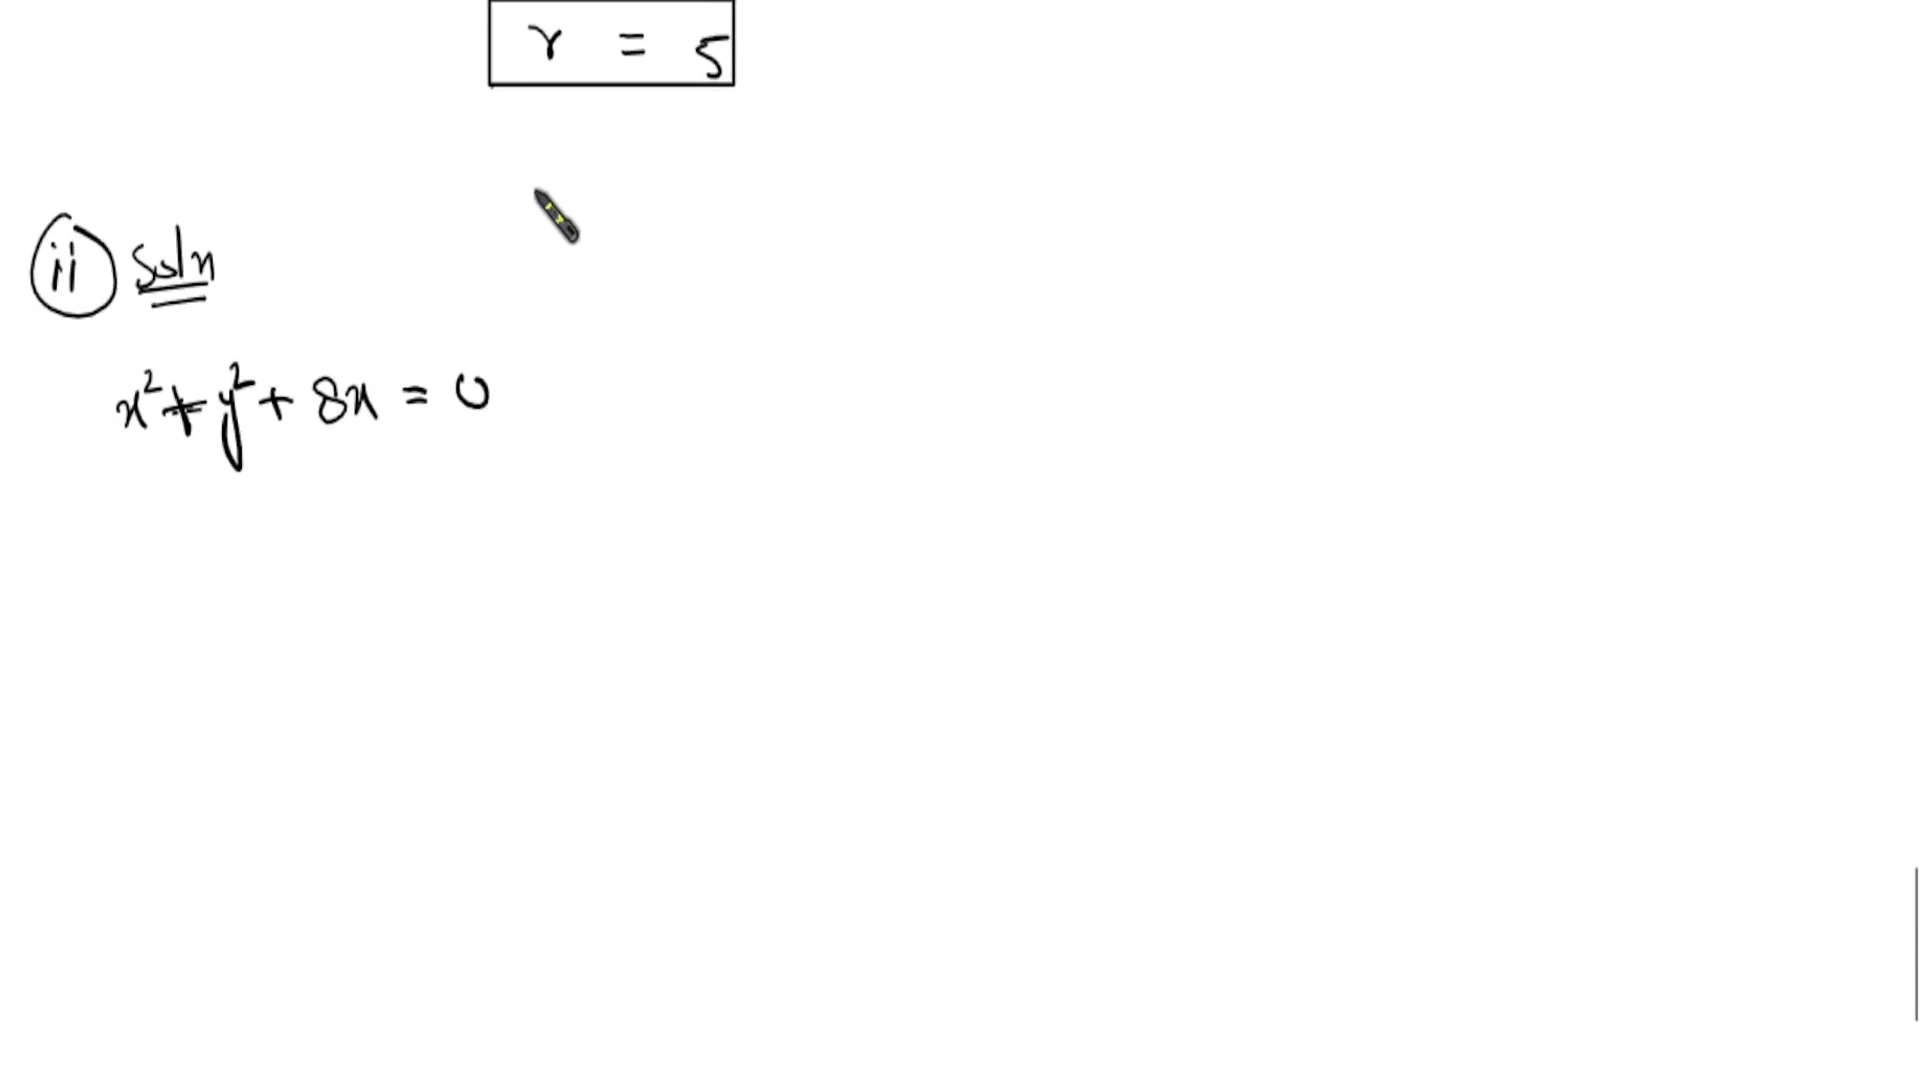 r = 5
ii soln
x² + y² + 8x = 0